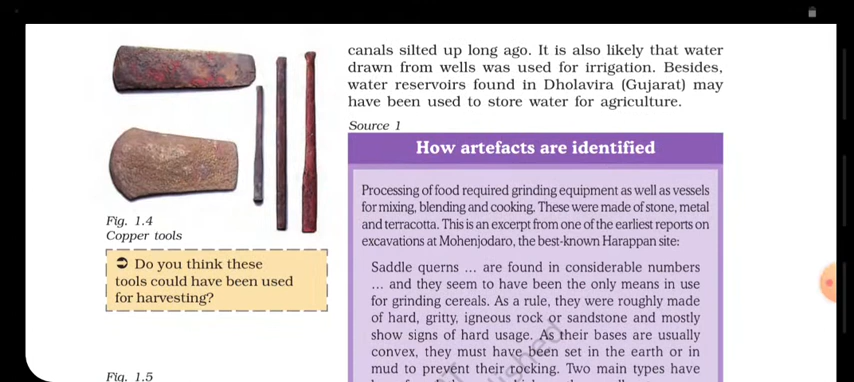 canals silted up long ago. It is also likely that water
drawn from wells was used for irrigation. Besides,
water reservoirs found in Dholavira (Gujarat) may
have been used to store water for agriculture.
Source 1
How artefacts are identified
Processing of food required grinding equipment as well as vessels
for mixing, blending and cooking. These were made of stone, metal
and terracotta. This is an excerpt from one of the earliest reports on
excavations at Mohenjodaro, the best-known Harappan site:
Saddle querns ... are found in considerable numbers
... and they seem to have been the only means in use
for grinding cereals. As a rule, they were roughly made
of hard, gritty, igneous rock or sandstone and mostly
show signs of hard usage. As their bases are usually
convex, they must have been set in the earth or in
mud to prevent their rocking. Two main types have
Fig. 1.4
Copper tools
➲ Do you think these
tools could have been used
for harvesting?
Fig. 1.5